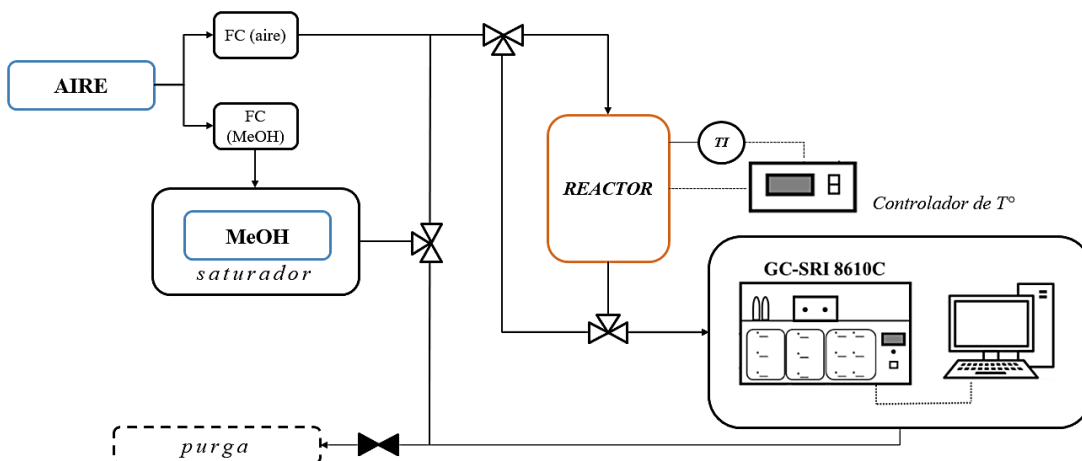 FC (aire)
AIRE
FC
(MeOH)
TI
REACTOR
Controlador de T°
MeOH
saturador
GC-SRI 8610C
purga